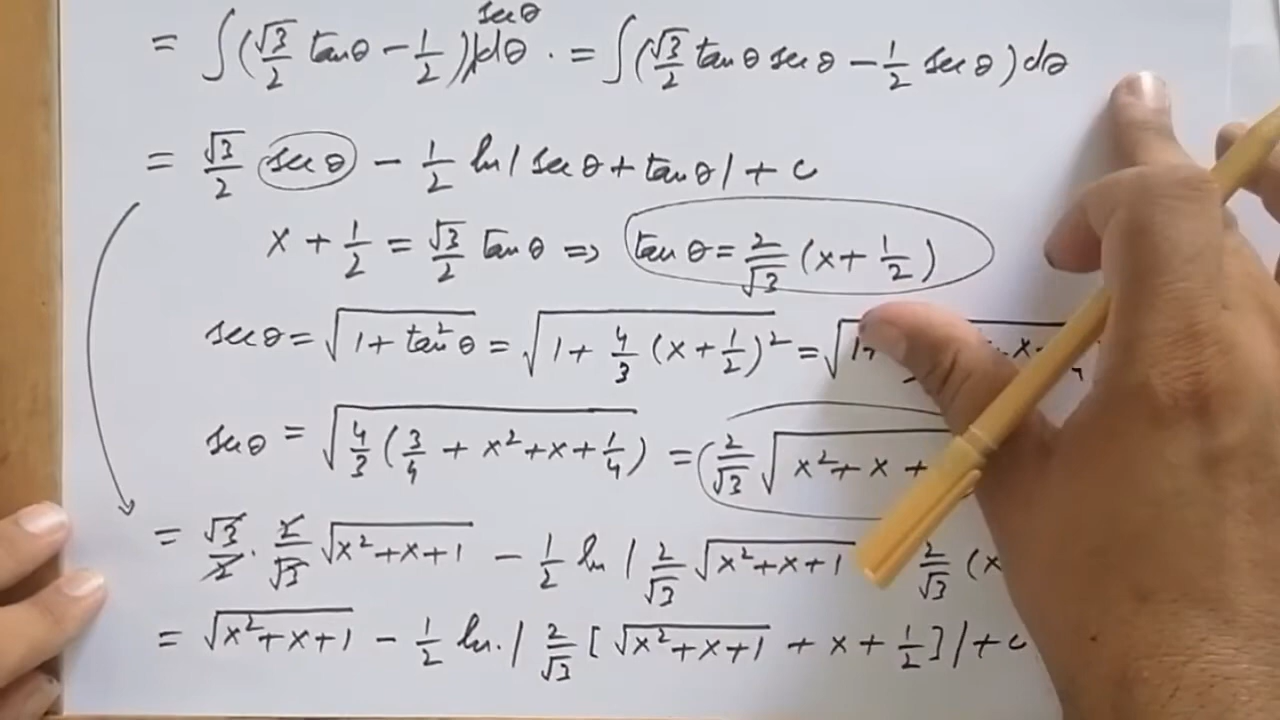 = ∫(√3/2 tanθ − 1/2) secθ dθ . = ∫(√3/2 tanθ secθ − 1/2 secθ) dθ
= √3/2 secθ − 1/2 ln|secθ + tanθ| + c
x + 1/2 = √3/2 tanθ => tanθ = 2/√3 (x + 1/2)
secθ = √(1 + tan²θ) = √(1 + 4/3 (x + 1/2)²) = √(1+
secθ = √(4/3 (3/4 + x² + x + 1/4)) = (2/√3 √(x² + x +
= √3/2 . 2/√3 √(x² + x + 1) − 1/2 ln|2/√3 √(x² + x + 1) 2/√3 (x
= √(x² + x + 1) − 1/2 ln.|2/√3 [√(x² + x + 1) + x + 1/2]| + c